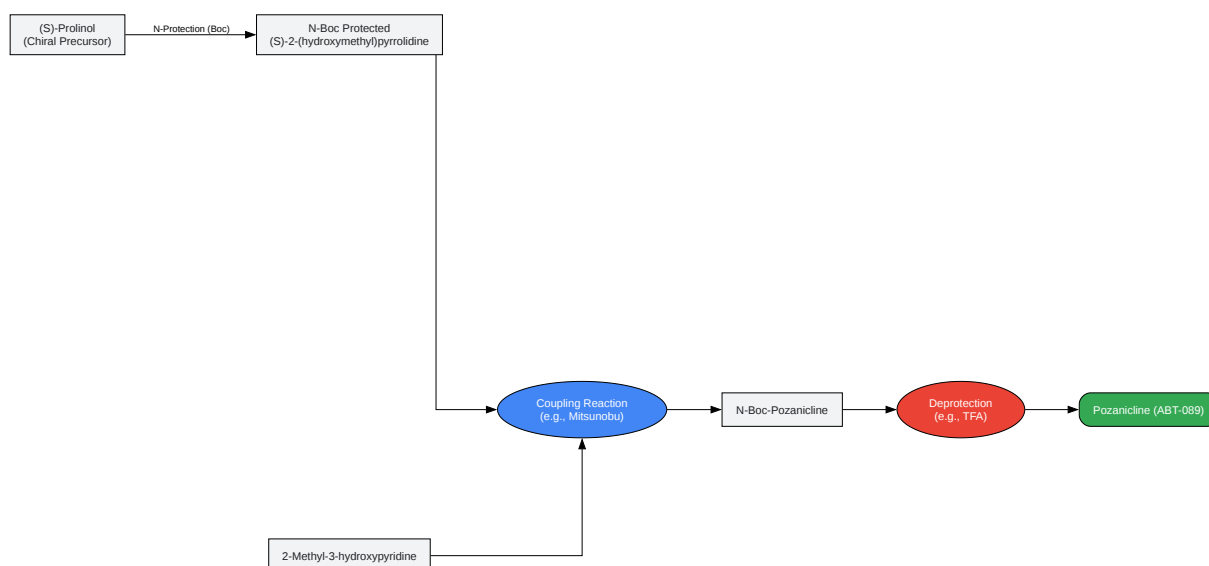 (S)-Prolinol
(Chiral Precursor)
N-Protection (Boc)
N-Boc Protected
(S)-2-(hydroxymethyl)pyrrolidine
Coupling Reaction
(e.g., Mitsunobu)
N-Boc-Pozanicline
Deprotection
(e.g., TFA)
Pozanicline (ABT-089)
2-Methyl-3-hydroxypyridine